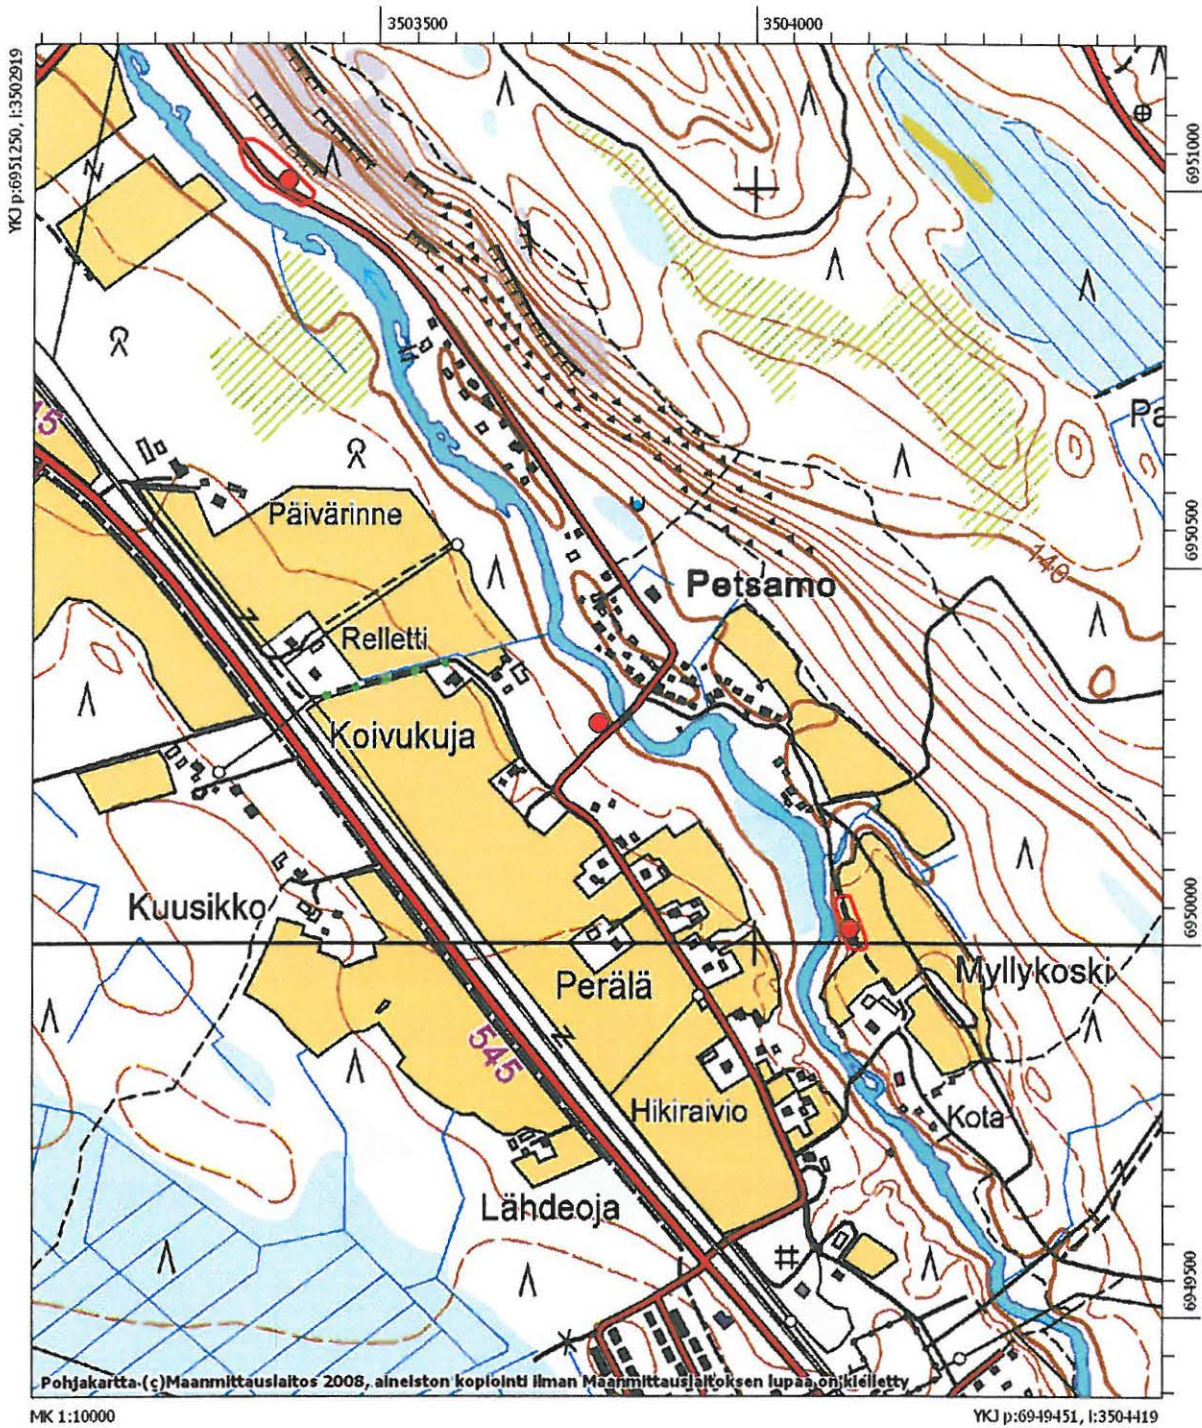 3503500
3504000
YKJ p:6951250, l:3502919
6951000
Pa
Päivärinne
6950500
140
Petsamo
Relletti
Koivukuja
Kuusikko
6950000
Perälä
Myllykoski
545
Hikiraivio
Kota
Lähdeoja
6949500
Pohjakartta (c)Maanmittauslaitos 2008, aineiston kopiointi ilman Maanmittauslaitoksen lupaa on kielletty
MK 1:10000
YKJ p:6949451, l:3504419